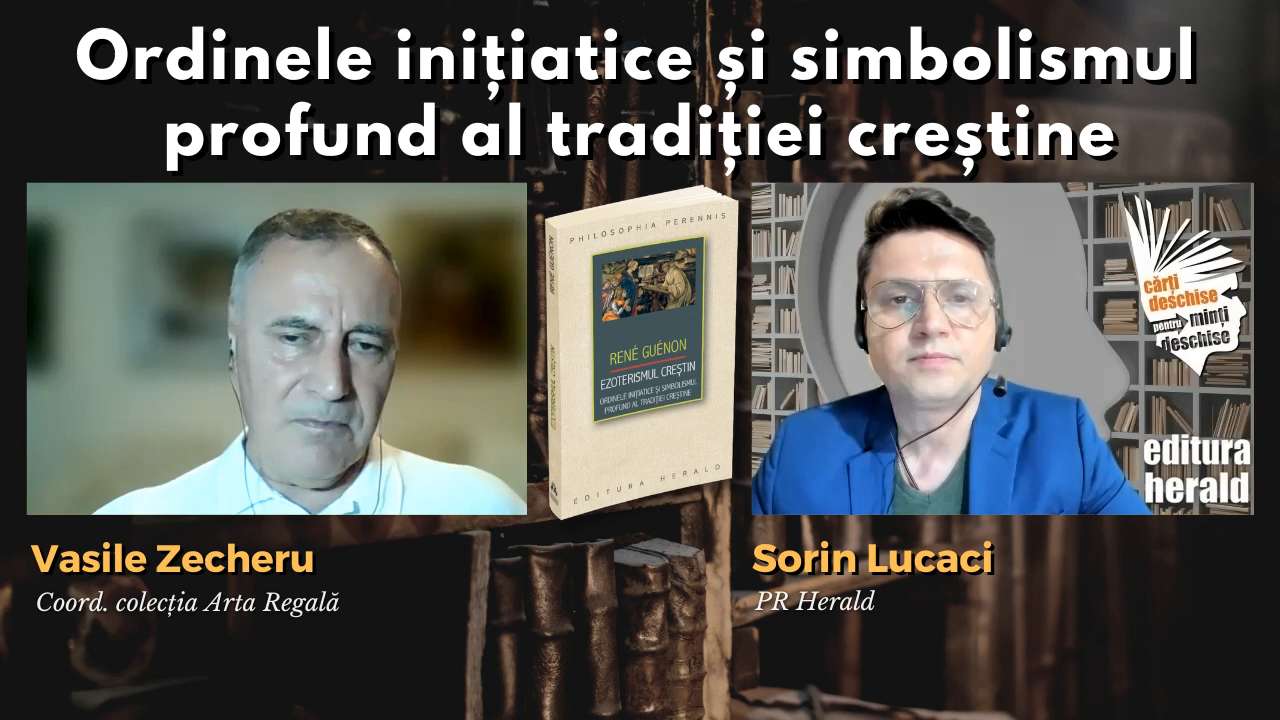 Ordinele inițiatice și simbolismul
profund al tradiției creștine
PHILOSOPHIA PERENNIS
RENÉ GUÉNON
RENÉ GUÉNON
EZOTERISMUL CREȘTIN
ORDINELE INIȚIATICE ȘI SIMBOLISMUL
PROFUND AL TRADIȚIEI CREȘTINE
EDITURA HERALD
cărți
deschise
pentru minți
deschise
editura
herald
Vasile Zecheru
Coord. colecția Arta Regală
Sorin Lucaci
PR Herald